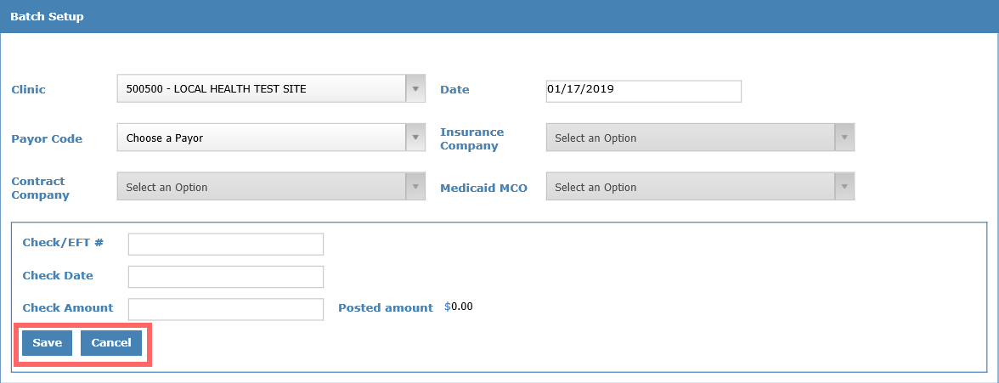 Batch Setup
Clinic 500500 - LOCAL HEALTH TEST SITE Date 01/17/2019
Payor Code Choose a Payor Insurance Company Select an Option
Contract Company Select an Option Medicaid MCO Select an Option
Check/EFT #
Check Date
Check Amount Posted amount $0.00
Save Cancel